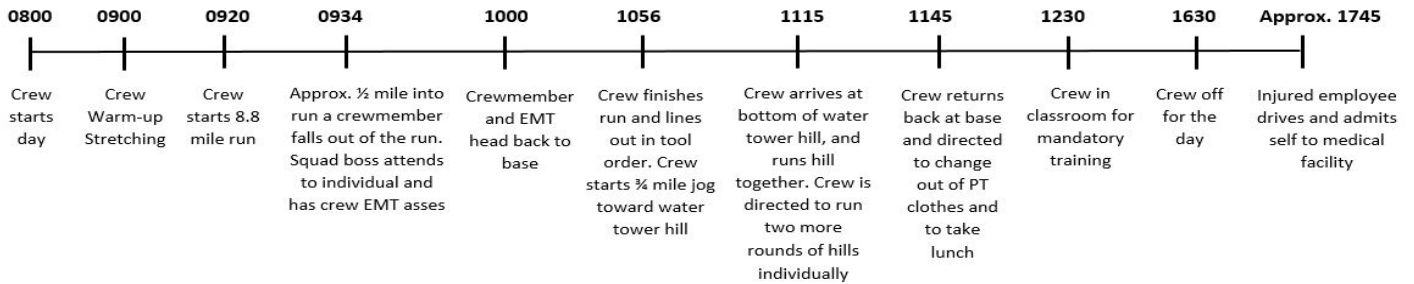 0800
0900
0920
0934
1000
1056
1115
1145
1230
1630
Approx. 1745
Crew
starts
day
Crew
Warm-up
Stretching
Crew
starts 8.8
mile run
Approx. ½ mile into
run a crewmember
falls out of the run.
Squad boss attends
to individual and
has crew EMT asses
Crewmember
and EMT
head back to
base
Crew finishes
run and lines
out in tool
order. Crew
starts ¾ mile jog
toward water
tower hill
Crew arrives at
bottom of water
tower hill, and
runs hill
together. Crew is
directed to run
two more
rounds of hills
individually
Crew returns
back at base
and directed
to change
out of PT
clothes and
to take
lunch
Crew in
classroom for
mandatory
training
Crew off
for the
day
Injured employee
drives and admits
self to medical
facility